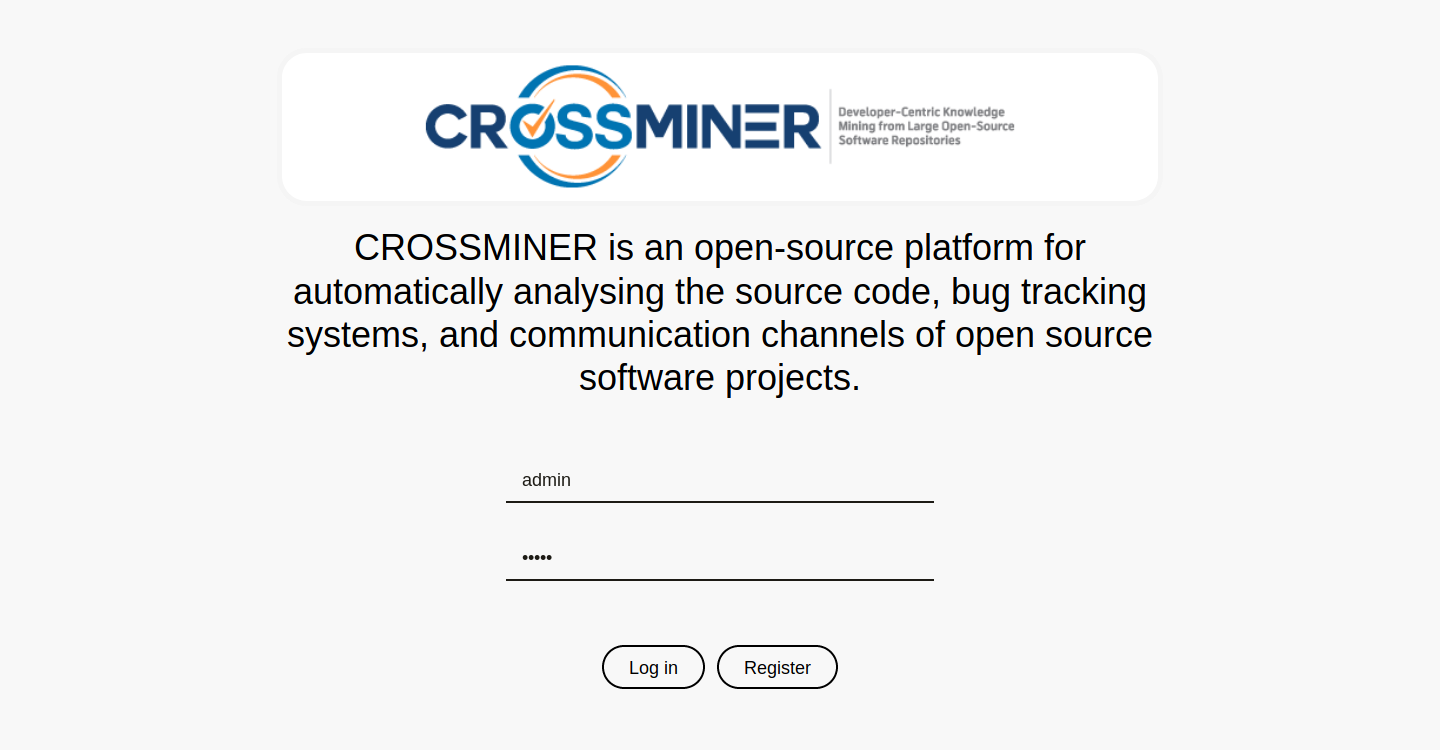 CROSSMINER
Developer-Centric Knowledge
Mining from Large Open-Source
Software Repositories
CROSSMINER is an open-source platform for
automatically analysing the source code, bug tracking
systems, and communication channels of open source
software projects.
admin
•••••
Log in
Register